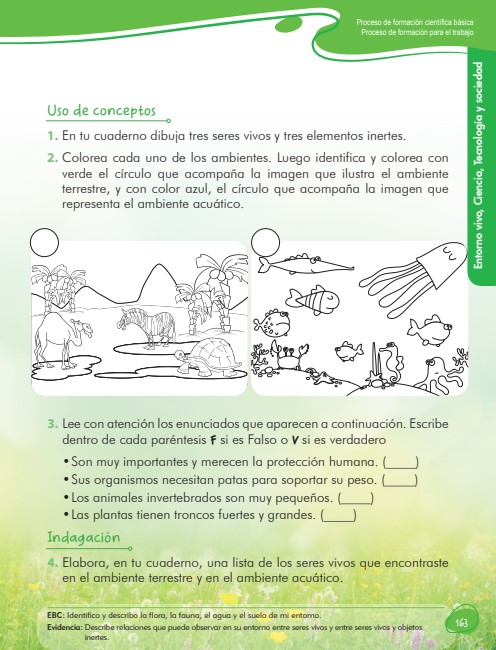 Proceso de formación científica básica
Proceso de formación para el trabajo
Entorno vivo, Ciencia, Tecnología y sociedad
Uso de conceptos
1. En tu cuaderno dibuja tres seres vivos y tres elementos inertes.
2. Colorea cada uno de los ambientes. Luego identifica y colorea con
verde el círculo que acompaña la imagen que ilustra el ambiente
terrestre, y con color azul, el círculo que acompaña la imagen que
representa el ambiente acuático.
3. Lee con atención los enunciados que aparecen a continuación. Escribe
dentro de cada paréntesis F si es Falso o V si es verdadero
• Son muy importantes y merecen la protección humana. (_____)
• Sus organismos necesitan patas para soportar su peso. (_____)
• Los animales invertebrados son muy pequeños. (_____)
• Las plantas tienen troncos fuertes y grandes. (_____)
Indagación
4. Elabora, en tu cuaderno, una lista de los seres vivos que encontraste
en el ambiente terrestre y en el ambiente acuático.
EBC: Identifico y describo la flora, la fauna, el agua y el suelo de mi entorno.
Evidencia: Describe relaciones que puede observar en su entorno entre seres vivos y entre seres vivos y objetos
inertes.
163